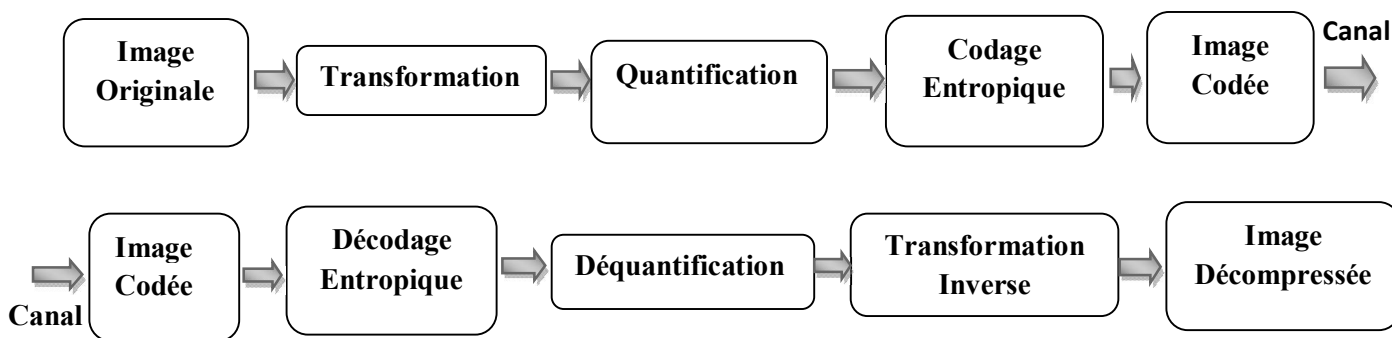 Image
Originale
Transformation
Quantification
Codage
Entropique
Image
Codée
Canal
Canal
Image
Codée
Décodage
Entropique
Déquantification
Transformation
Inverse
Image
Décompressée